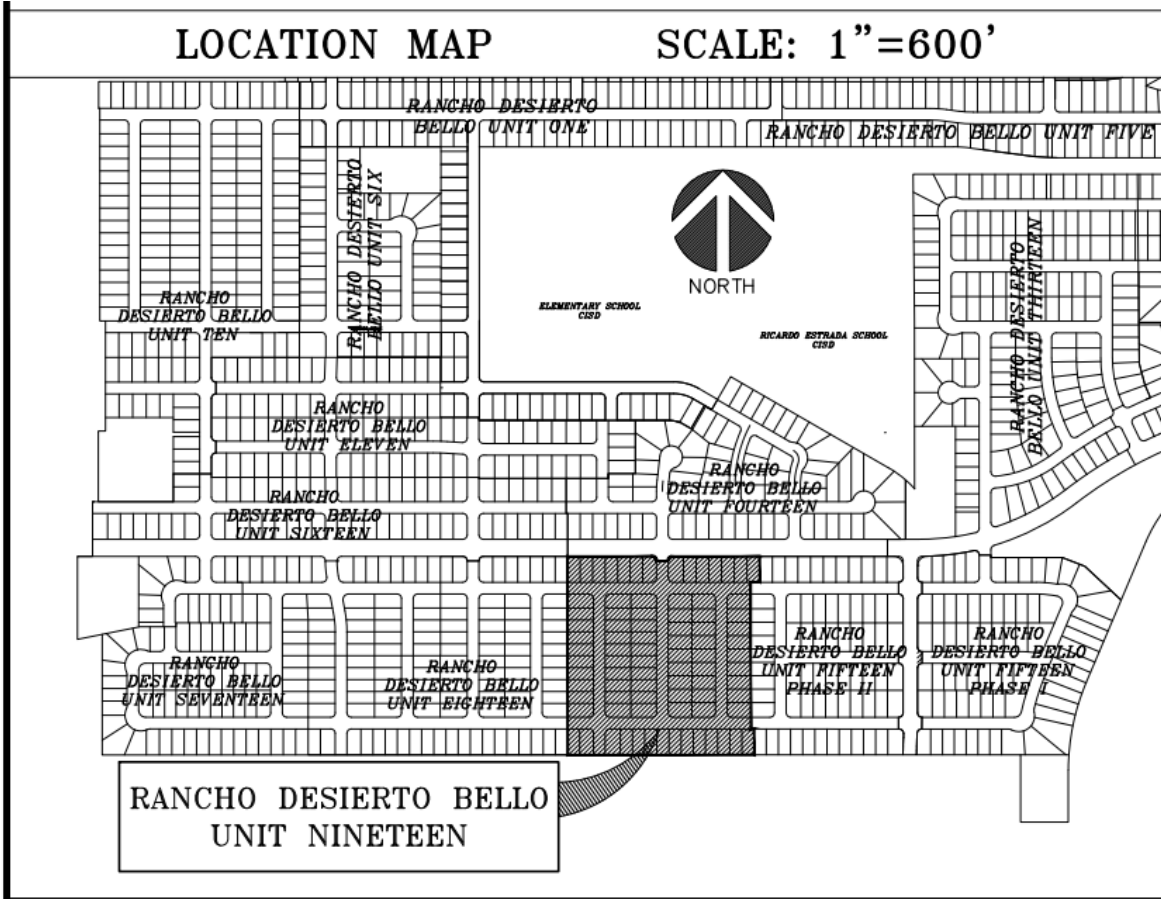 LOCATION MAP
SCALE: 1"=600'
RANCHO DESIERTO
BELLO UNIT ONE
RANCHO DESIERTO BELLO UNIT FIVE
RANCHO DESIERTO
BELLO UNIT SIX
NORTH
RANCHO DESIERTO
BELLO UNIT THIRTEEN
RANCHO
DESIERTO BELLO
UNIT TEN
ELEMENTARY SCHOOL
CISD
RICARDO ESTRADA SCHOOL
CISD
RANCHO
DESIERTO BELLO
UNIT ELEVEN
RANCHO
DESIERTO BELLO
UNIT FOURTEEN
RANCHO
DESIERTO BELLO
UNIT SIXTEEN
RANCHO
DESIERTO BELLO
UNIT SEVENTEEN
RANCHO
DESIERTO BELLO
UNIT EIGHTEEN
RANCHO
DESIERTO BELLO
UNIT FIFTEEN
PHASE II
RANCHO
DESIERTO BELLO
UNIT FIFTEEN
PHASE I
RANCHO DESIERTO BELLO
UNIT NINETEEN